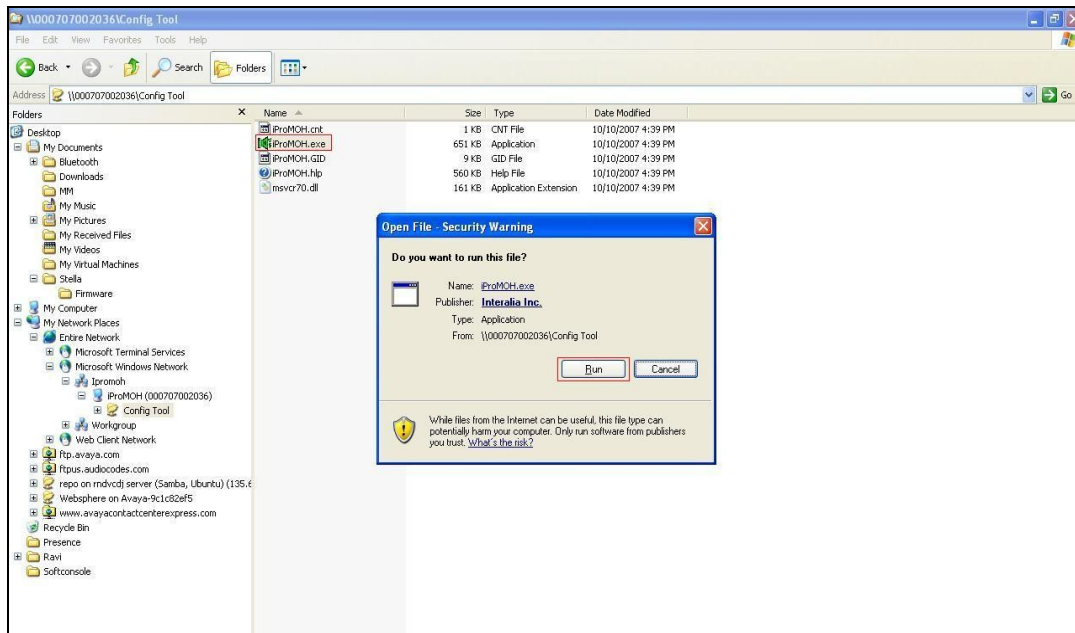 \\000707002036\Config Tool
File Edit View Favorites Tools Help
Back Search Folders
Address \\000707002036\Config Tool Go
Folders X Name Size Type Date Modified
Desktop
My Documents
Bluetooth
Downloads
MM
My Music
My Pictures
My Received Files
My Videos
My Virtual Machines
Stella
Firmware
My Computer
My Network Places
Entire Network
Microsoft Terminal Services
Microsoft Windows Network
Ipromoh
iProMOH (000707002036)
Config Tool
Workgroup
Web Client Network
ftp.avaya.com
ftpus.audiocodes.com
repo on rndvcdj server (Samba, Ubuntu) (135.6
Websphere on Avaya-9c1c82ef5
www.avayacontactcenterexpress.com
Recycle Bin
Presence
Ravi
Softconsole
iProMOH.cnt 1 KB CNT File 10/10/2007 4:39 PM
iProMOH.exe 651 KB Application 10/10/2007 4:39 PM
iProMOH.GID 9 KB GID File 10/10/2007 4:39 PM
iProMOH.hlp 560 KB Help File 10/10/2007 4:39 PM
msvcr70.dll 161 KB Application Extension 10/10/2007 4:39 PM
Open File - Security Warning
Do you want to run this file?
Name: iProMOH.exe
Publisher: Interalia Inc.
Type: Application
From: \\000707002036\Config Tool
Run Cancel
While files from the Internet can be useful, this file type can
potentially harm your computer. Only run software from publishers
you trust. What's the risk?